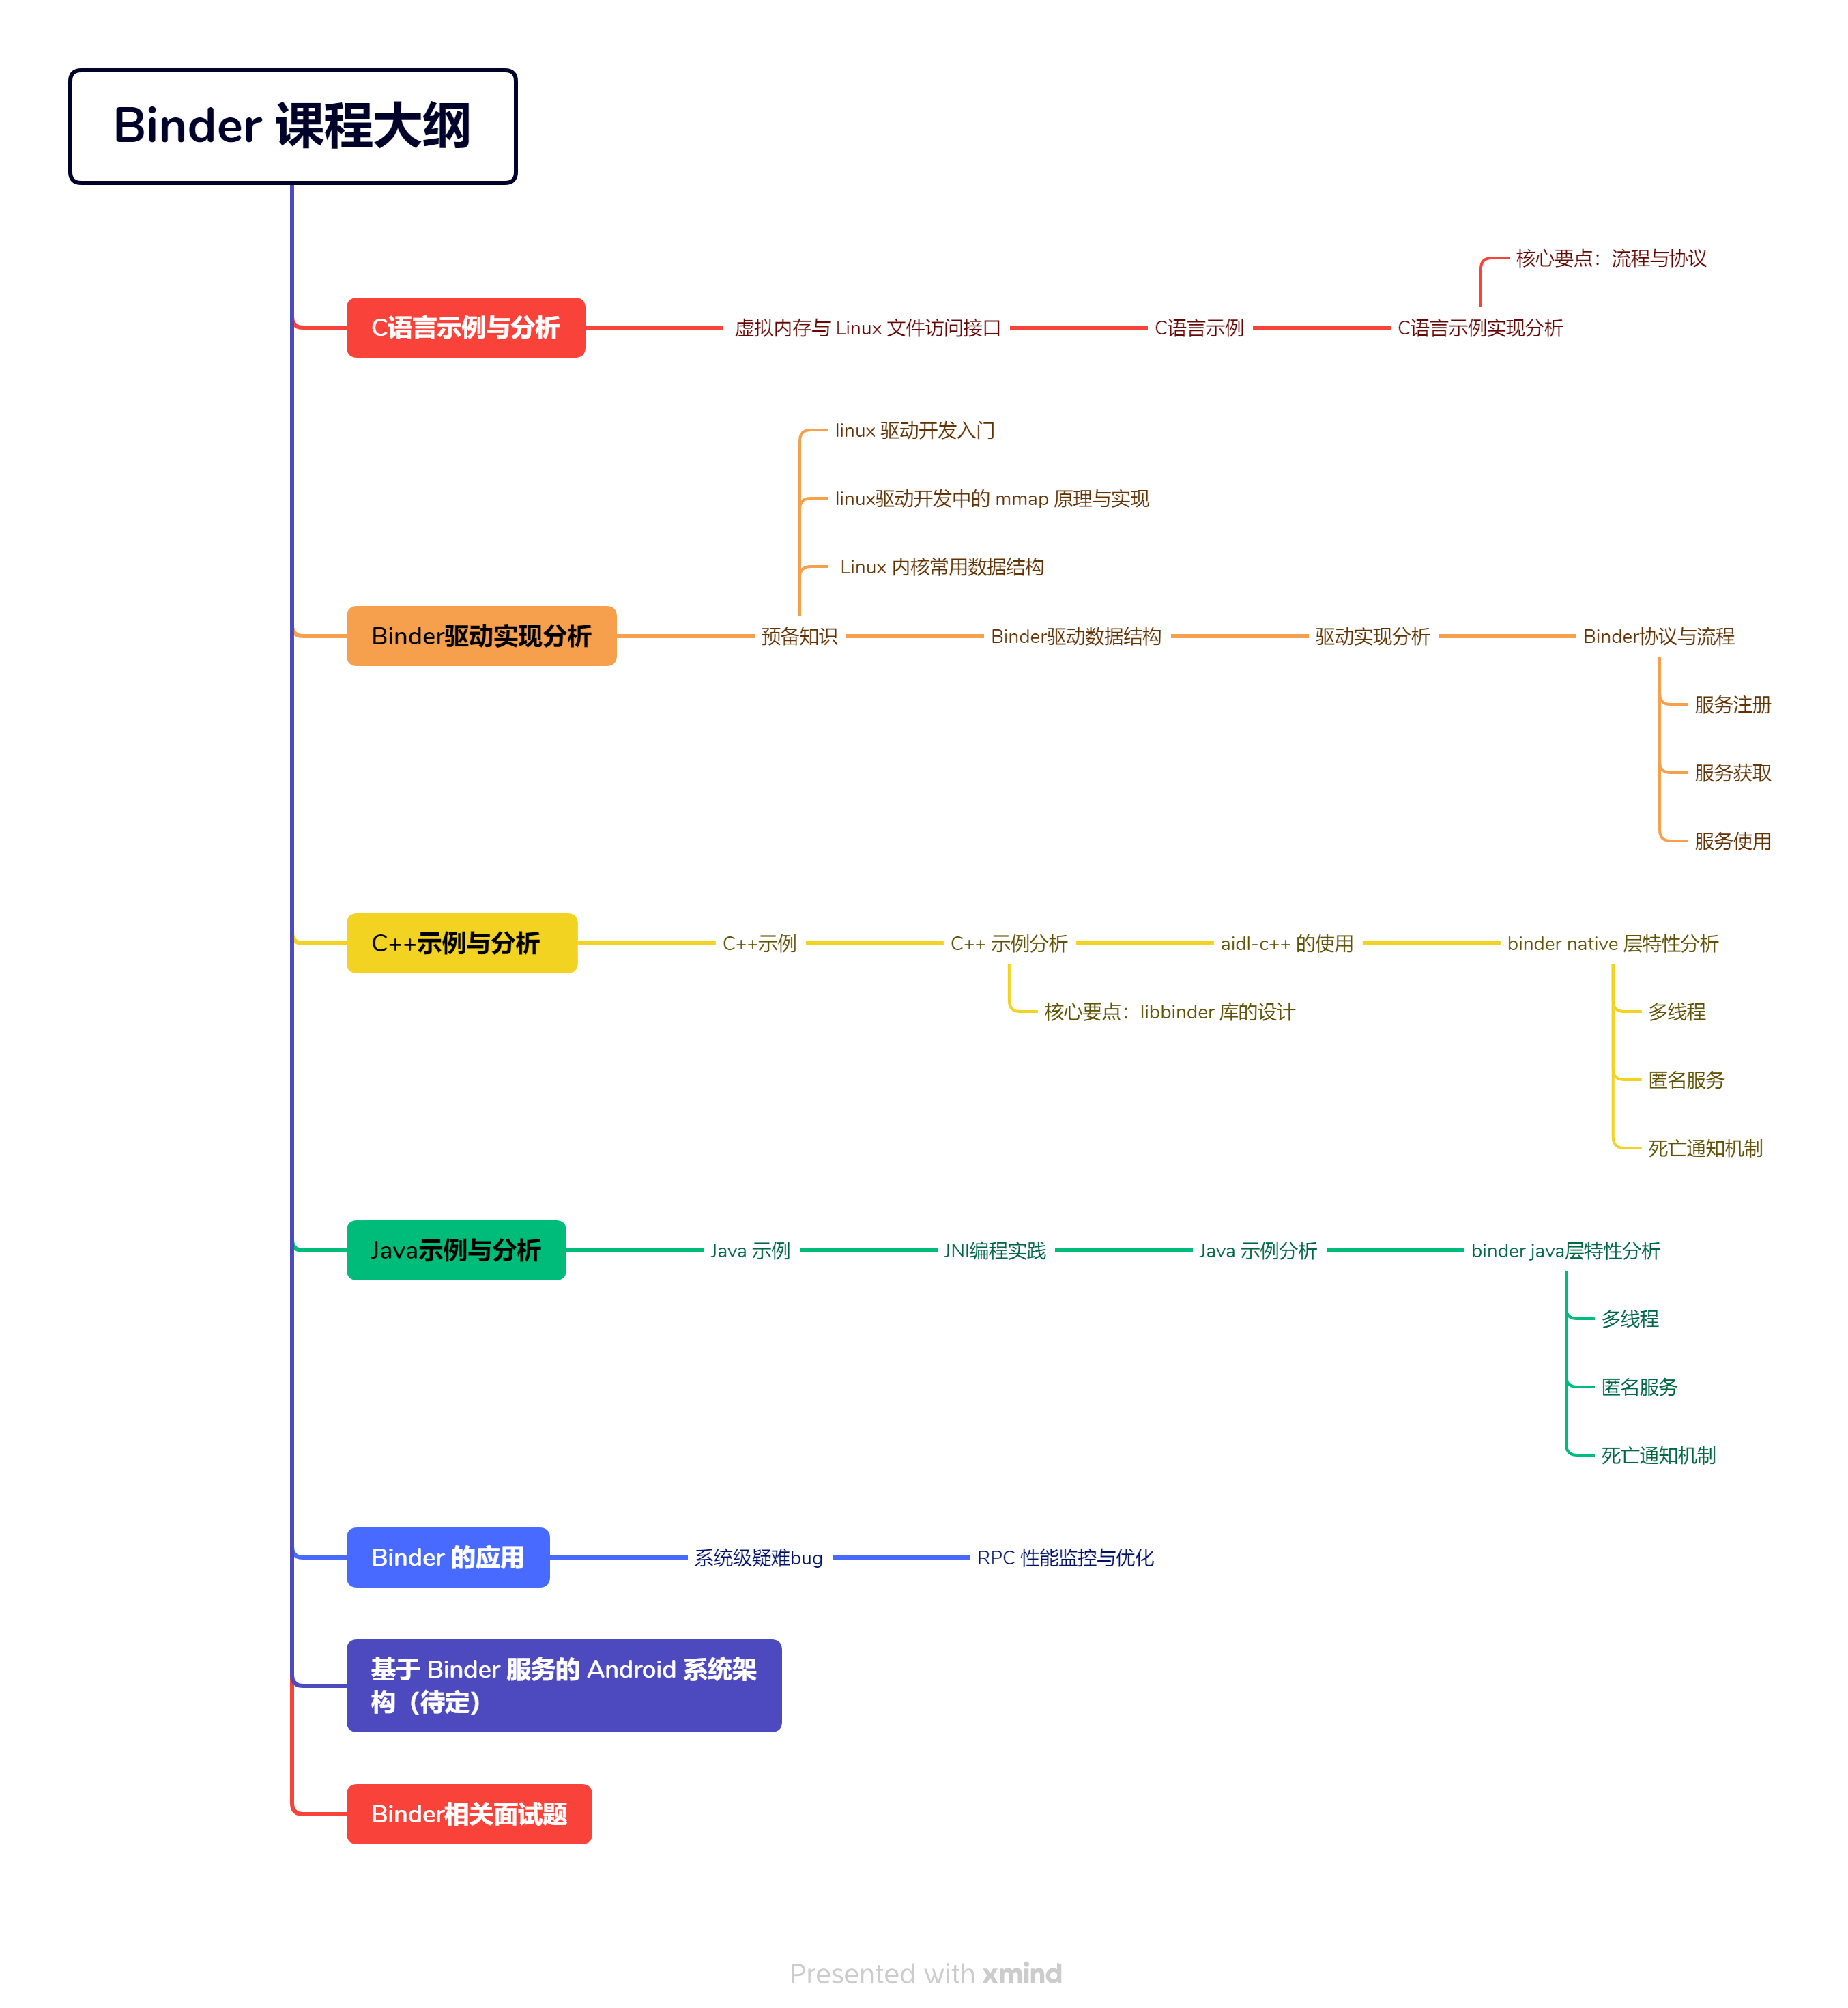 Binder 课程大纲
核心要点：流程与协议
C语言示例与分析
虚拟内存与 Linux 文件访问接口
C语言示例
C语言示例实现分析
linux 驱动开发入门
linux驱动开发中的 mmap 原理与实现
Linux 内核常用数据结构
Binder驱动实现分析
预备知识
Binder驱动数据结构
驱动实现分析
Binder协议与流程
服务注册
服务获取
服务使用
C++示例与分析
C++示例
C++ 示例分析
aidl-c++ 的使用
binder native 层特性分析
核心要点：libbinder 库的设计
多线程
匿名服务
死亡通知机制
Java示例与分析
Java 示例
JNI编程实践
Java 示例分析
binder java层特性分析
多线程
匿名服务
死亡通知机制
Binder 的应用
系统级疑难bug
RPC 性能监控与优化
基于 Binder 服务的 Android 系统架
构（待定）
Binder相关面试题
Presented with xmind